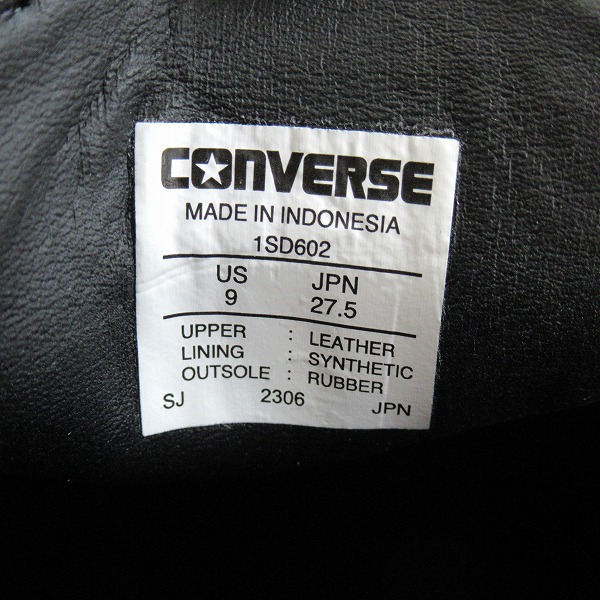 CONVERSE
MADE IN INDONESIA
1SD602
US JPN
9 27.5
UPPER : LEATHER
LINING : SYNTHETIC
OUTSOLE : RUBBER
SJ 2306 JPN